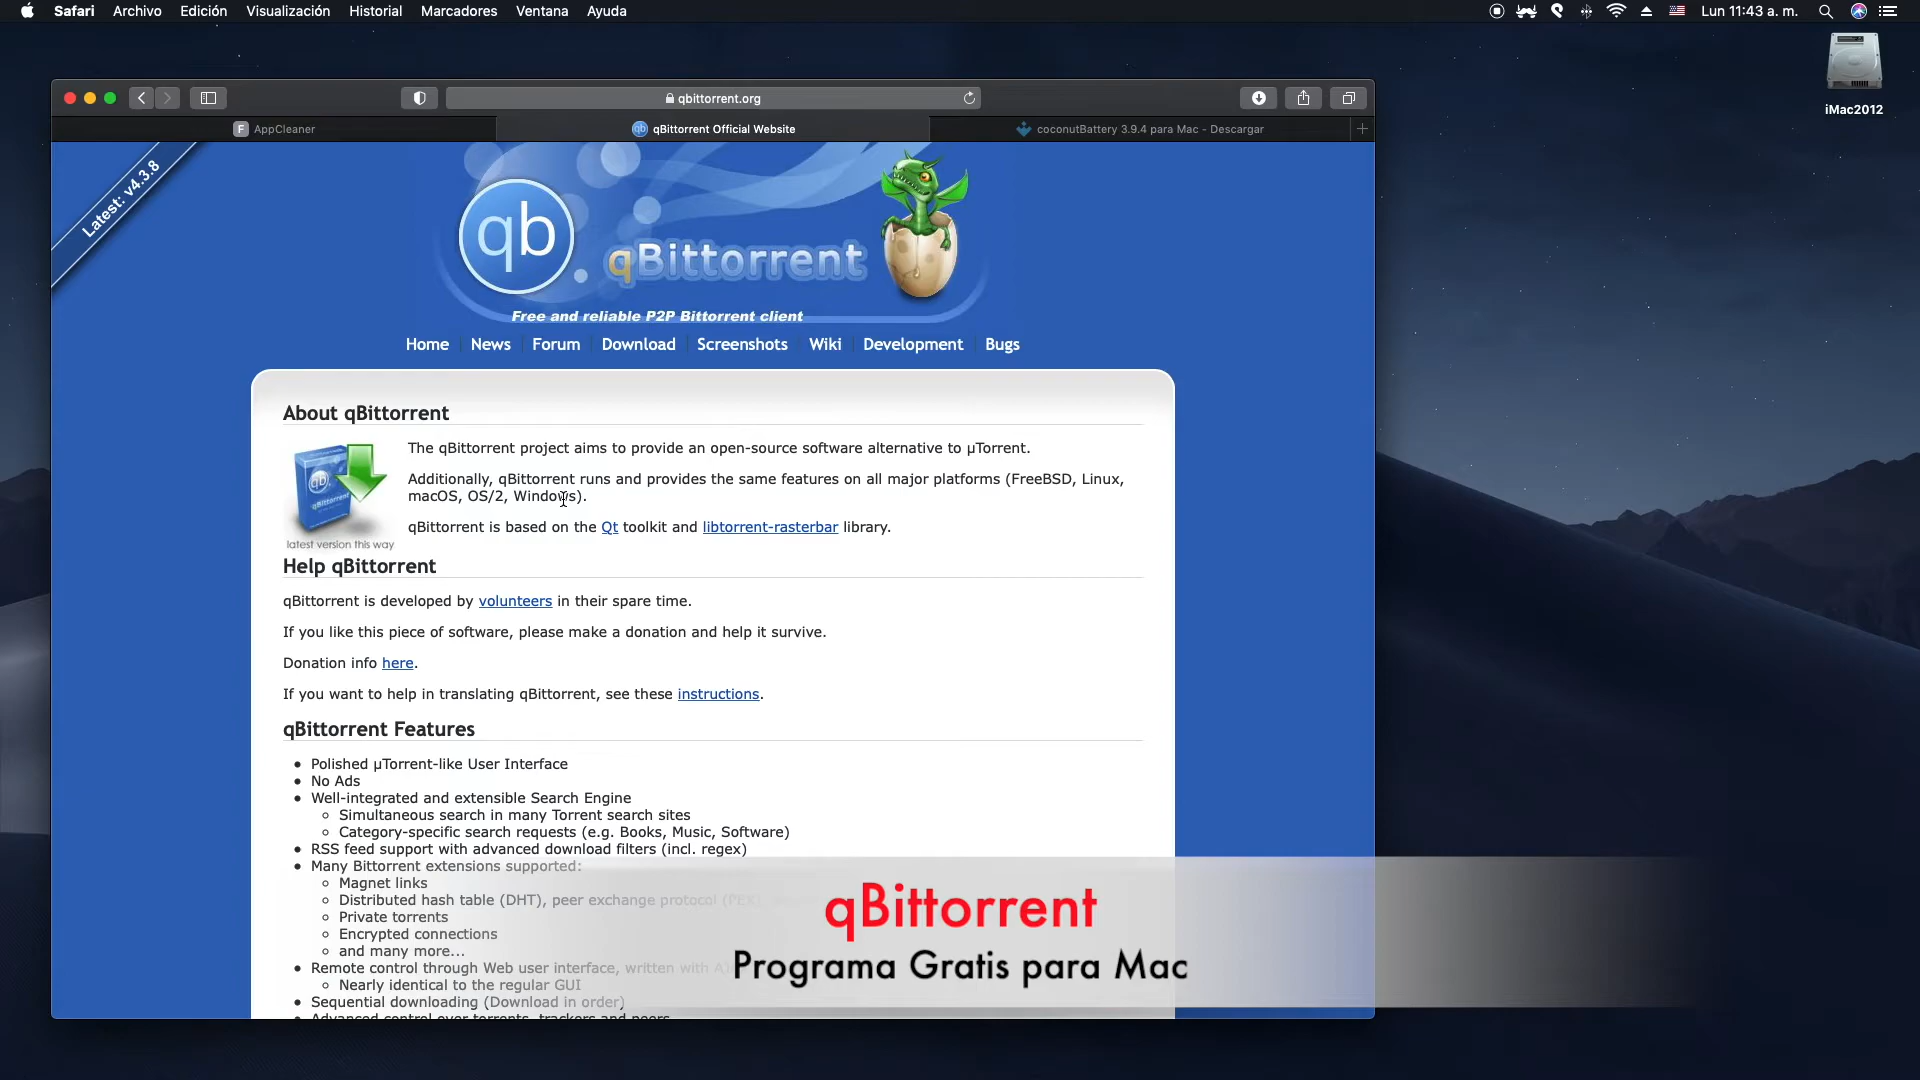 Safari Archivo Edición Visualización Historial Marcadores Ventana Ayuda Lun 11:43 a. m.
iMac2012
qbittorrent.org
AppCleaner
qBittorrent Official Website
coconutBattery 3.9.4 para Mac - Descargar
Latest: v4.3.8
qb qBittorrent
Free and reliable P2P Bittorrent client
Home News Forum Download Screenshots Wiki Development Bugs
About qBittorrent
The qBittorrent project aims to provide an open-source software alternative to µTorrent.
Additionally, qBittorrent runs and provides the same features on all major platforms (FreeBSD, Linux,
macOS, OS/2, Windows).
qBittorrent is based on the Qt toolkit and libtorrent-rasterbar library.
qb
qBittorrent
latest version this way
Help qBittorrent
qBittorrent is developed by volunteers in their spare time.
If you like this piece of software, please make a donation and help it survive.
Donation info here.
If you want to help in translating qBittorrent, see these instructions.
qBittorrent Features
• Polished µTorrent-like User Interface
• No Ads
• Well-integrated and extensible Search Engine
◦ Simultaneous search in many Torrent search sites
◦ Category-specific search requests (e.g. Books, Music, Software)
• RSS feed support with advanced download filters (incl. regex)
• Many Bittorrent extensions supported:
◦ Magnet links
◦ Distributed hash table (DHT), peer exchange protocol (PEX),
◦ Private torrents
◦ Encrypted connections
◦ and many more...
• Remote control through Web user interface, written with
◦ Nearly identical to the regular GUI
• Sequential downloading (Download in order)
• Advanced control over torrents, trackers and peers
qBittorrent
Programa Gratis para Mac